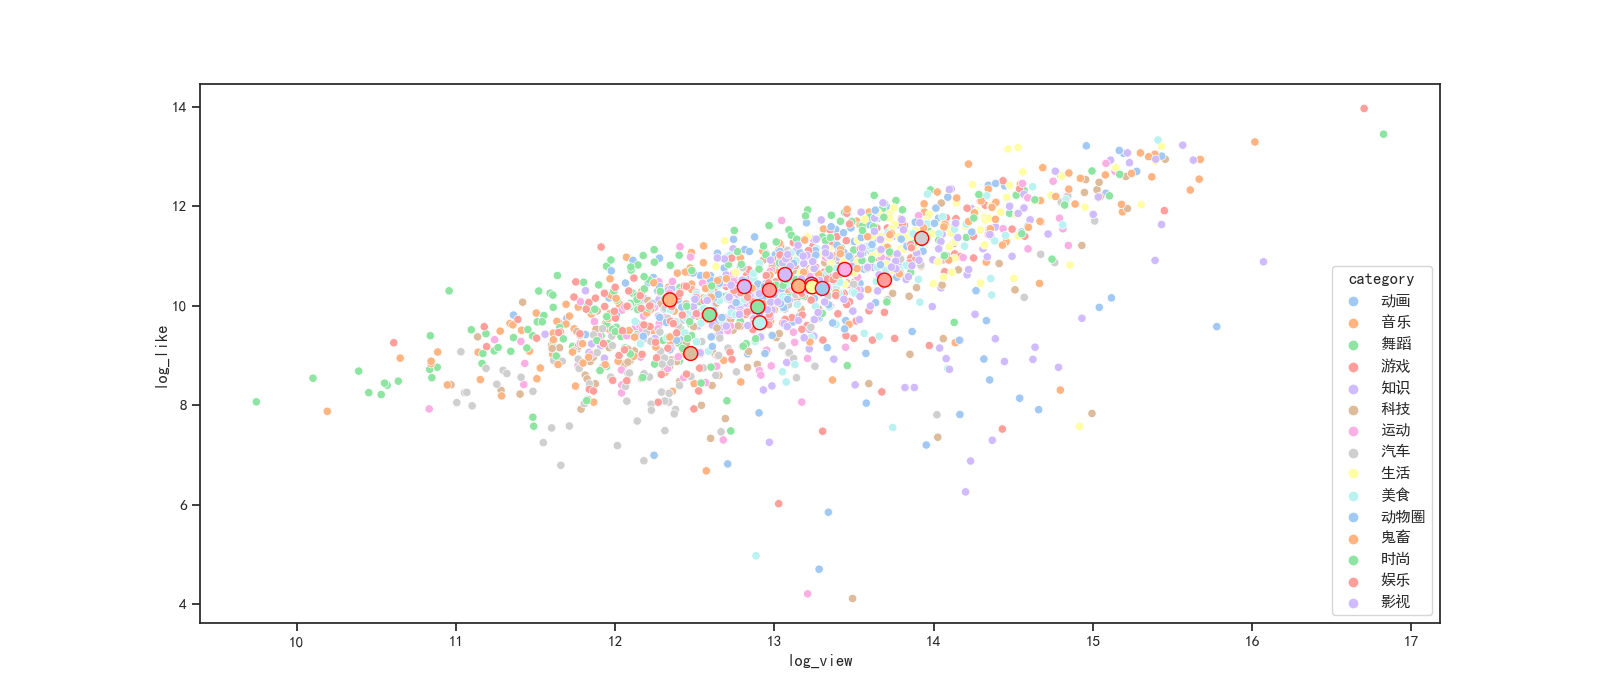 14
12
10
8
6
4
log_like
10
11
12
13
14
15
16
17
log_view
category
动画
音乐
舞蹈
游戏
知识
科技
运动
汽车
生活
美食
动物圈
鬼畜
时尚
娱乐
影视